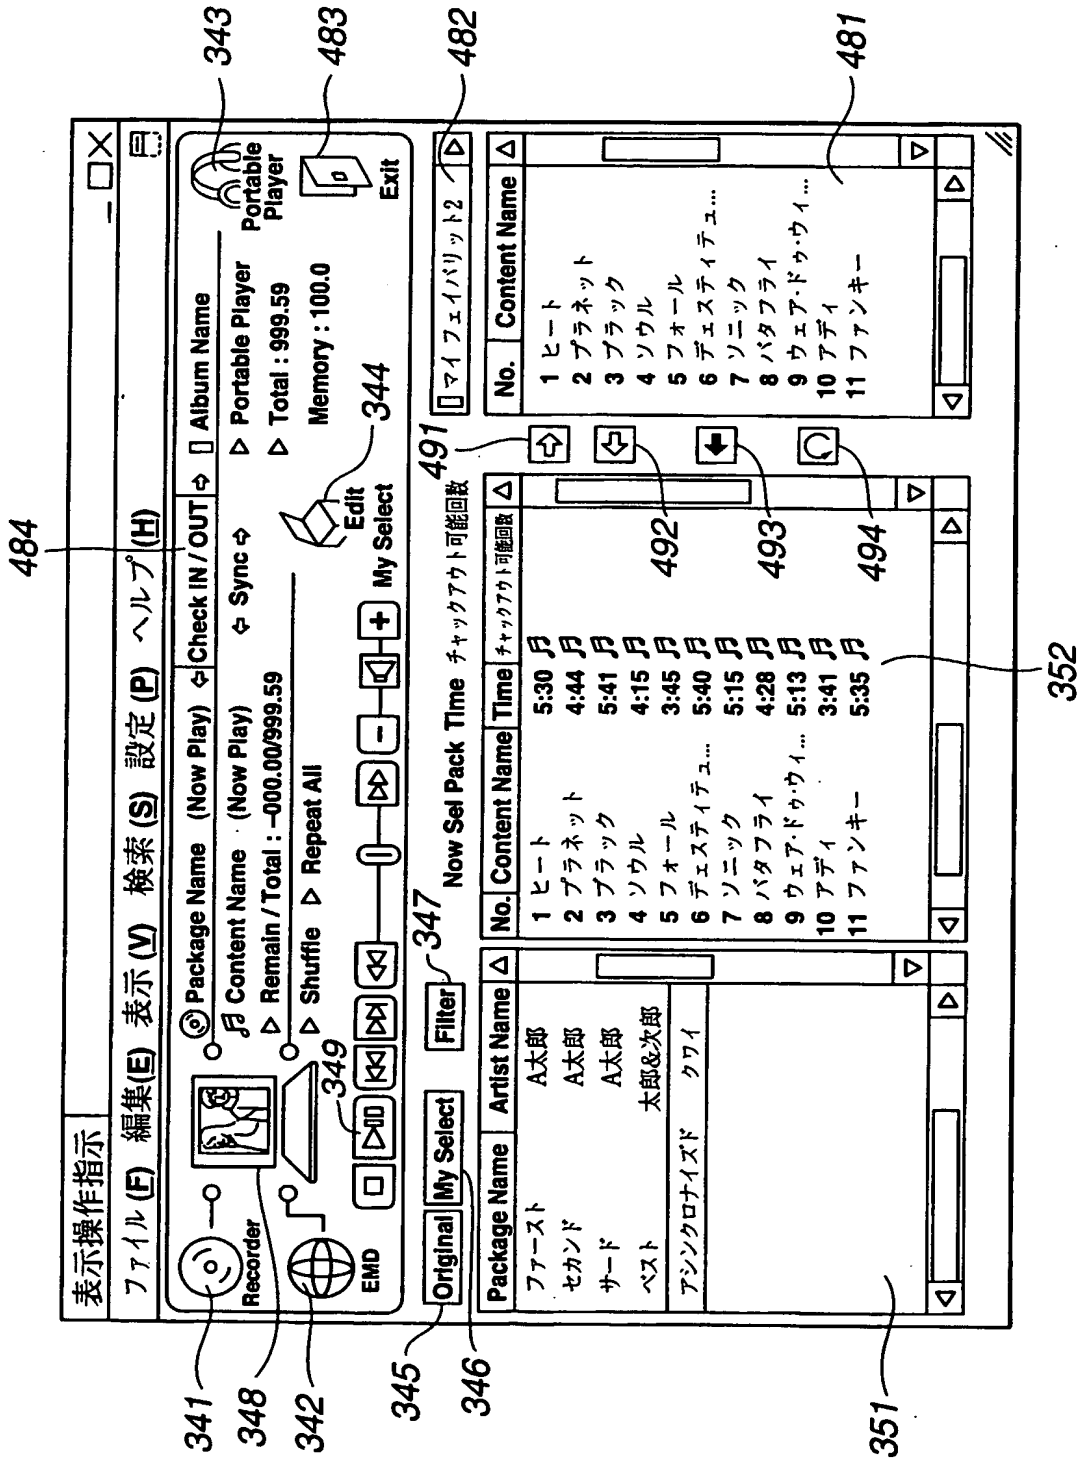 484
表示操作指示
ファイル(F) 編集(E) 表示(V) 検索(S) 設定(P) ヘルプ(H)
341
Recorder
348
342
EMD
Package Name (Now Play) Check IN / OUT Album Name
Content Name (Now Play) Sync Portable Player
Remain / Total : –000.00/999.59 Total : 999.59
Shuffle Repeat All Memory : 100.0
343
Portable
Player
483
Exit
344
Edit
My Select
349
345
Original
My Select
346
Filter
347
Now Sel Pack Time チャックアウト可能回数
491
マイフェイバリット2
482
Package Name Artist Name
ファースト A太郎
セカンド A太郎
サード A太郎
ベスト 太郎&次郎
アシンクロナイズド クワイ
351
No. Content Name Time チャックアウト可能回数
1 ヒート 5:30
2 プラネット 4:44
3 ブラック 5:41
4 ソウル 4:15
5 フォール 3:45
6 デェスティテュ... 5:40
7 ソニック 5:15
8 バタフライ 4:28
9 ウェア・ドゥ・ウィ... 5:13
10 アディ 3:41
11 ファンキー 5:35
352
492
493
494
No. Content Name
1 ヒート
2 プラネット
3 ブラック
4 ソウル
5 フォール
6 デェスティテュ...
7 ソニック
8 バタフライ
9 ウェア・ドゥ・ウィ...
10 アディ
11 ファンキー
481